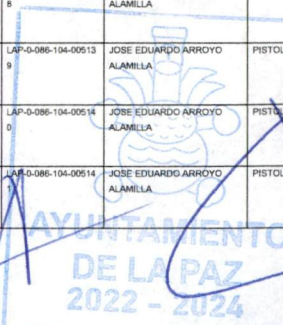 8 ALAMILLA
LAP-0-086-104-00513 JOSE EDUARDO ARROYO PISTOL
9 ALAMILLA
LAP-0-086-104-00514 JOSE EDUARDO ARROYO PISTOL
0 ALAMILLA
LAP-0-086-104-00514 JOSE EDUARDO ARROYO PISTOL
1 ALAMILLA
AYUNTAMIENTO
DE LA PAZ
2022 - 2024